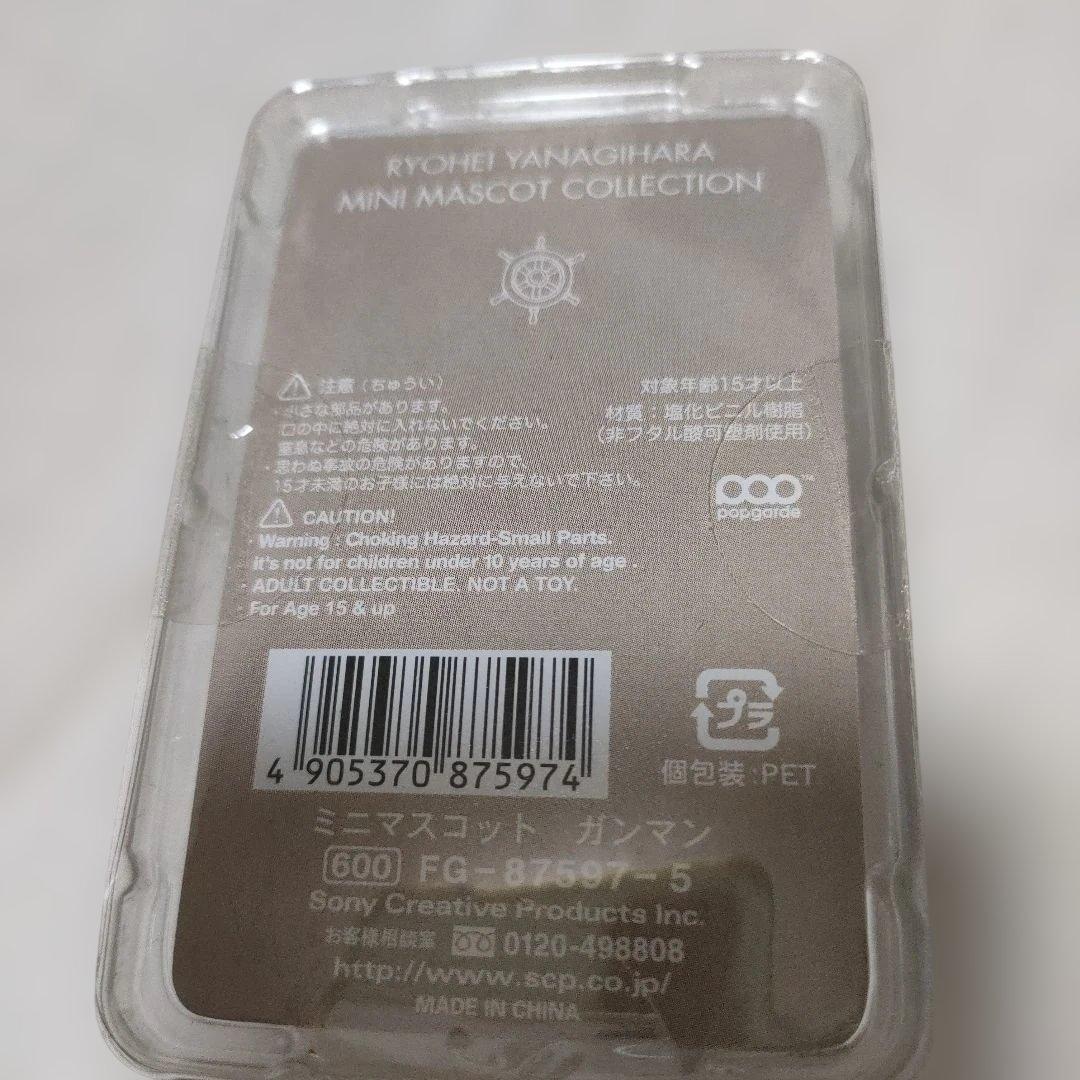 RYOHEI YANAGIHARA
MINI MASCOT COLLECTION
注意(ちゅうい)
・小さな部品があります。
口の中に絶対に入れないでください。
窒息などの危険があります。
・思わぬ事故の危険がありますので、
15才未満のお子様には絶対に与えないで下さい。
対象年齢15才以上
材質:塩化ビニル樹脂
(非フタル酸可塑剤使用)
pop
popgarde
CAUTION!
・Warning : Choking Hazard-Small Parts.
It's not for children under 10 years of age .
・ADULT COLLECTIBLE. NOT A TOY.
・For Age 15 & up
4 905370 875974
プラ
個包装:PET
ミニマスコット ガンマン
600 FG-87597-5
Sony Creative Products Inc.
お客様相談室 0120-498808
http://www.scp.co.jp/
MADE IN CHINA